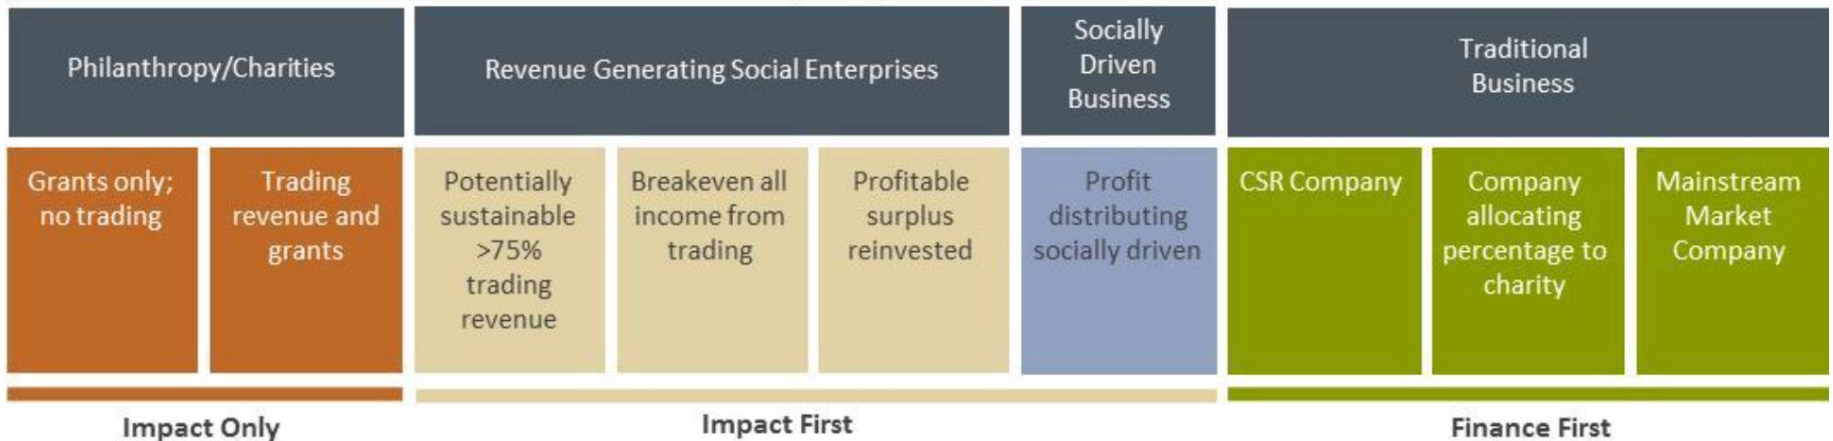 Philanthropy/Charities
Revenue Generating Social Enterprises
Socially
Driven
Business
Traditional
Business
Grants only;
no trading
Trading
revenue and
grants
Potentially
sustainable
>75%
trading
revenue
Breakeven all
income from
trading
Profitable
surplus
reinvested
Profit
distributing
socially driven
CSR Company
Company
allocating
percentage to
charity
Mainstream
Market
Company
Impact Only
Impact First
Finance First